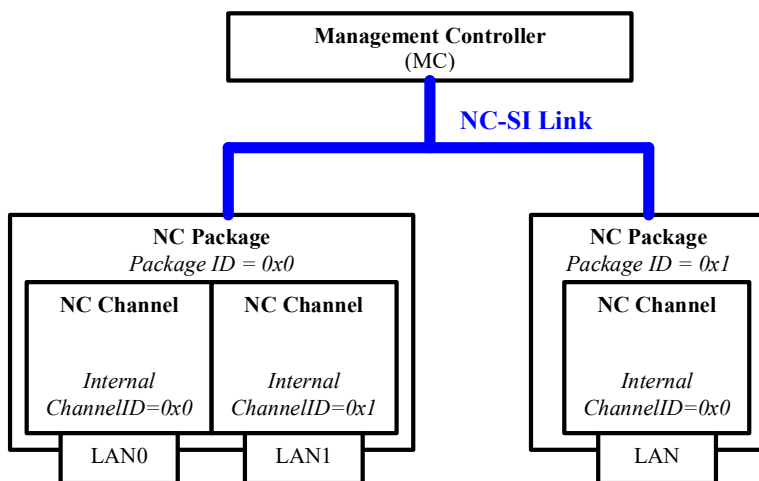 Management Controller
(MC)
NC-SI Link
NC Package
Package ID = 0x0
NC Channel
Internal
ChannelID=0x0
NC Channel
Internal
ChannelID=0x1
LAN0
LAN1
NC Package
Package ID = 0x1
NC Channel
Internal
ChannelID=0x0
LAN